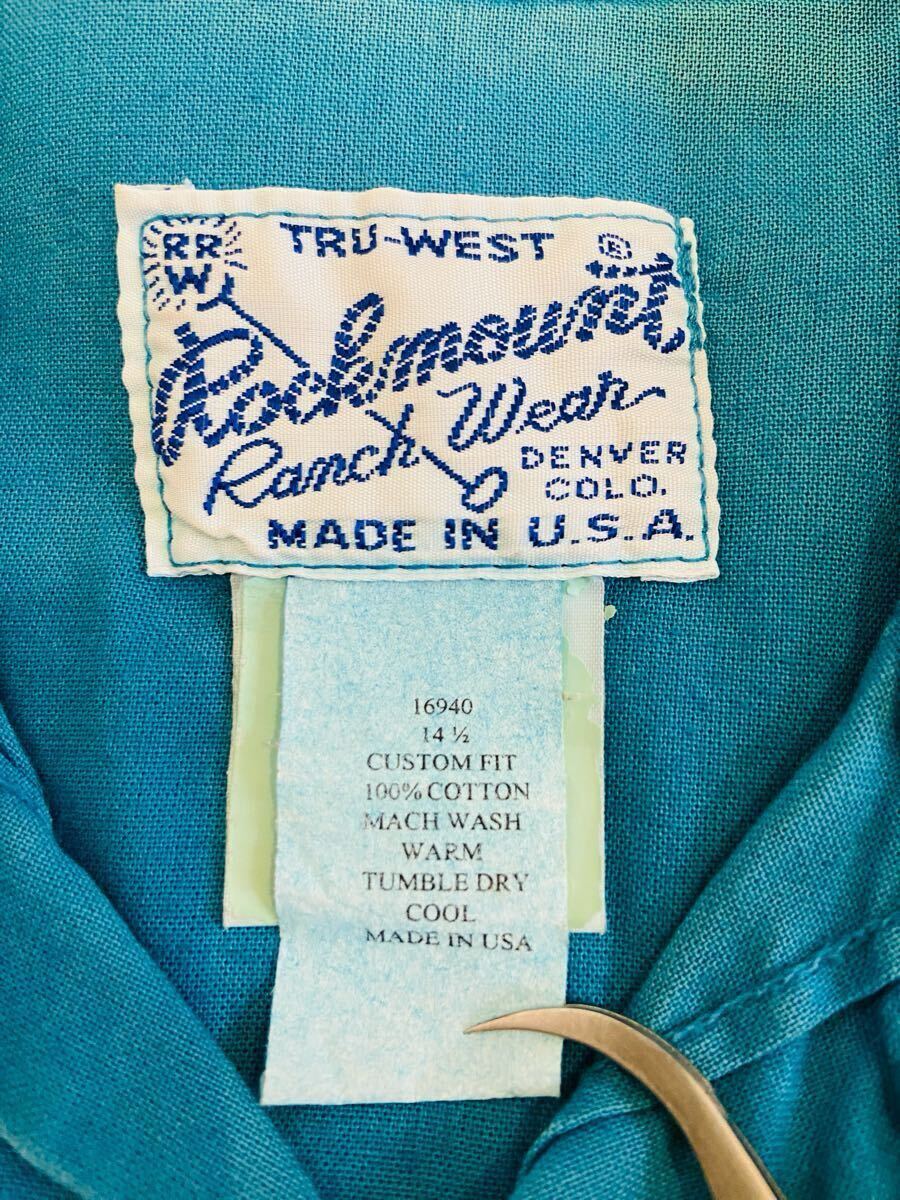 RR
W
TRU-WEST ®
Rockmount
Ranch Wear
DENVER
COLO.
MADE IN U.S.A.
16940
14 ½
CUSTOM FIT
100% COTTON
MACH WASH
WARM
TUMBLE DRY
COOL
MADE IN USA